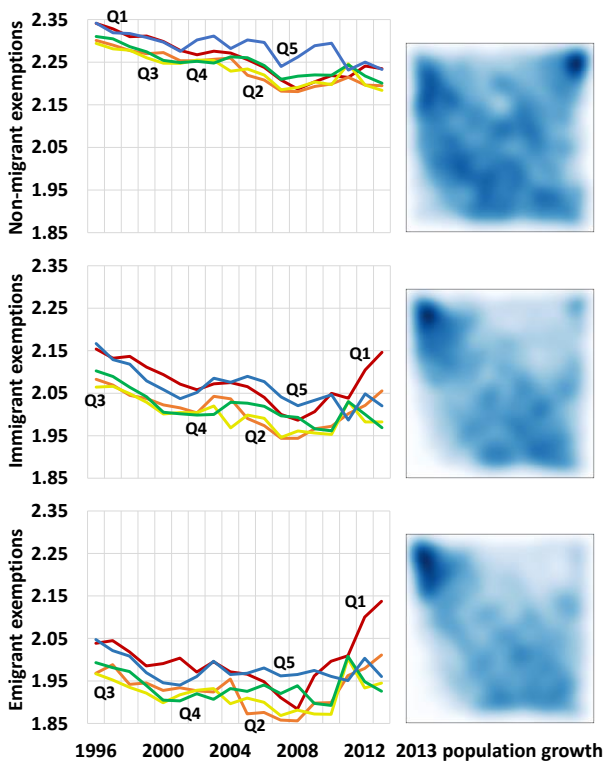 Non-migrant exemptions
2.35
2.25
2.15
2.05
1.95
1.85
Q1
Q5
Q3
Q4
Q2
Immigrant exemptions
2.35
2.25
2.15
2.05
1.95
1.85
Q1
Q5
Q3
Q4
Q2
Emigrant exemptions
2.35
2.25
2.15
2.05
1.95
1.85
Q1
Q5
Q3
Q4
Q2
1996 2000 2004 2008 2012 2013 population growth